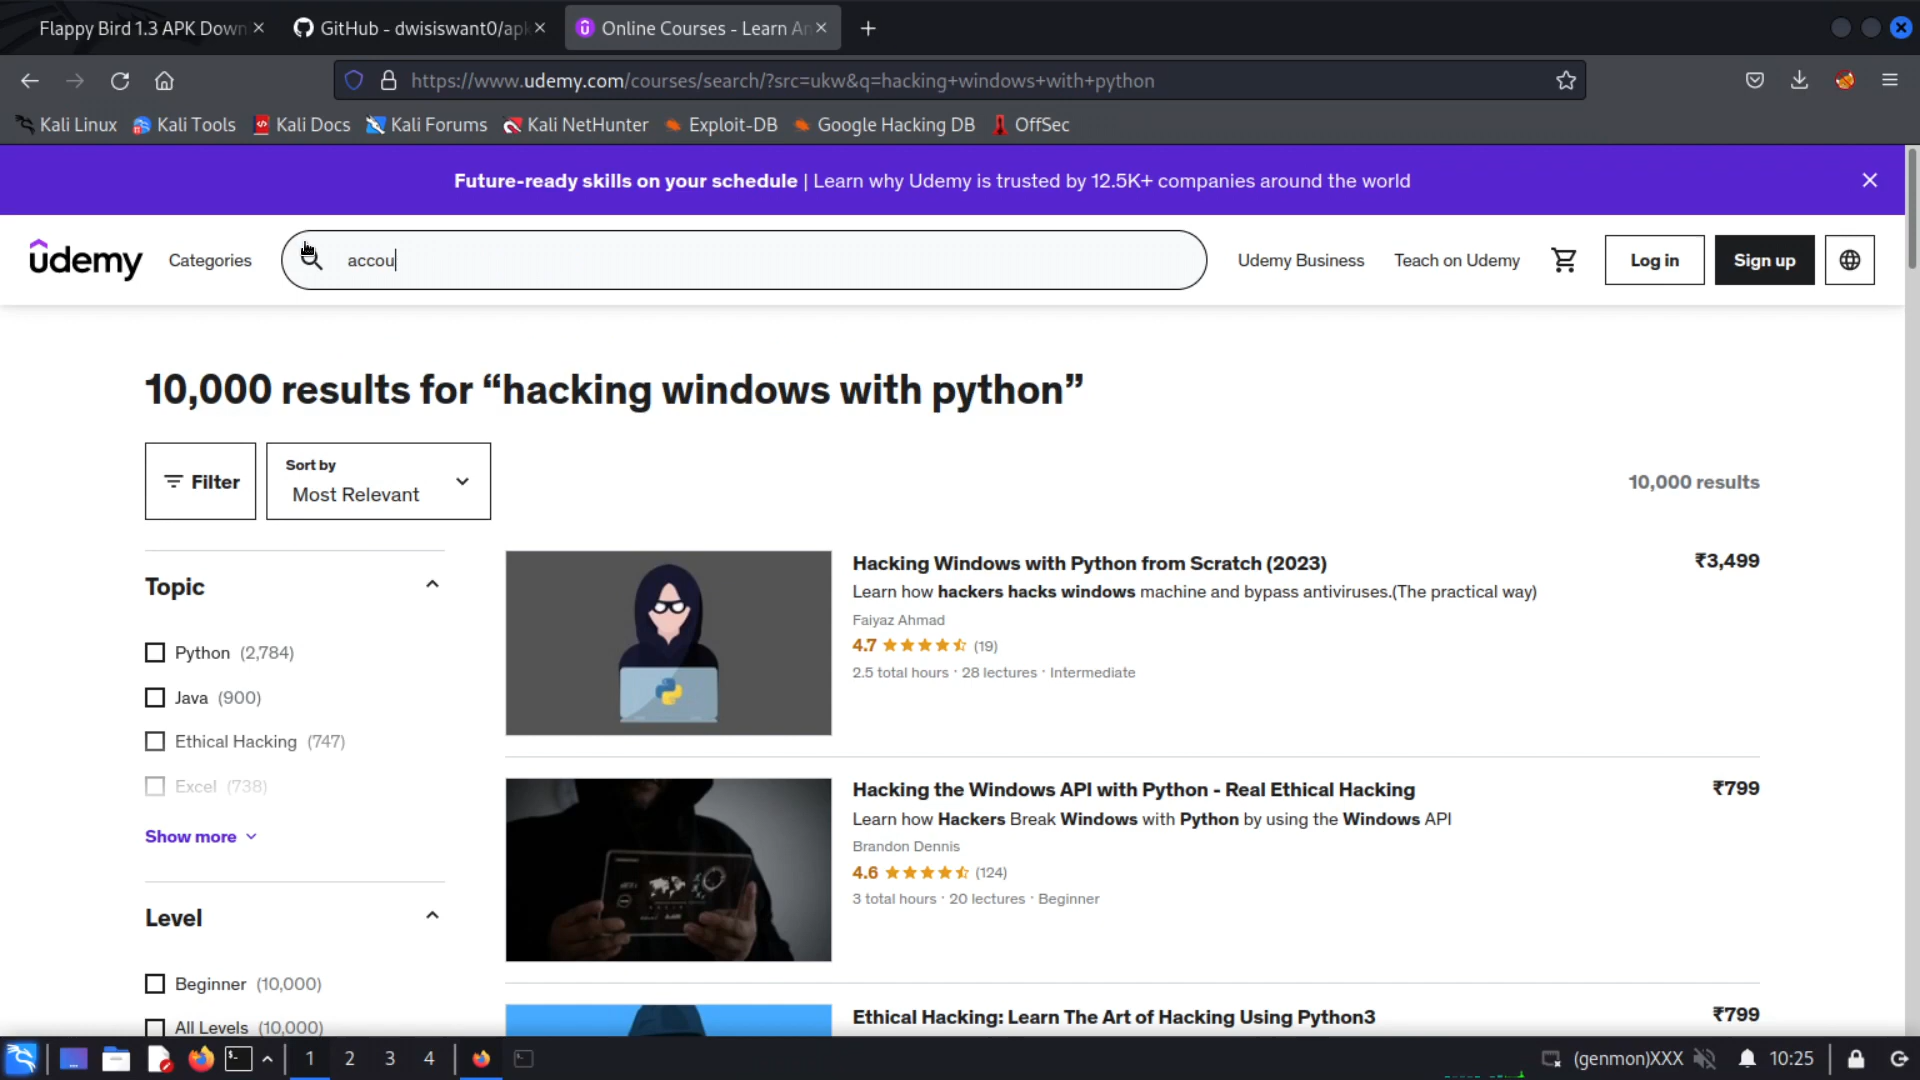 Flappy Bird 1.3 APK Down
GitHub - dwisiswant0/apk
Online Courses - Learn An
https://www.udemy.com/courses/search/?src=ukw&q=hacking+windows+with+python
Kali Linux
Kali Tools
Kali Docs
Kali Forums
Kali NetHunter
Exploit-DB
Google Hacking DB
OffSec
Future-ready skills on your schedule | Learn why Udemy is trusted by 12.5K+ companies around the world
udemy
Categories
accou
Udemy Business
Teach on Udemy
Log in
Sign up
10,000 results for “hacking windows with python”
Filter
Sort by
Most Relevant
10,000 results
Topic
Python (2,784)
Java (900)
Ethical Hacking (747)
Excel (738)
Show more
Level
Beginner (10,000)
All Levels (10,000)
Hacking Windows with Python from Scratch (2023)
₹3,499
Learn how hackers hacks windows machine and bypass antiviruses.(The practical way)
Faiyaz Ahmad
4.7 (19)
2.5 total hours · 28 lectures · Intermediate
Hacking the Windows API with Python - Real Ethical Hacking
₹799
Learn how Hackers Break Windows with Python by using the Windows API
Brandon Dennis
4.6 (124)
3 total hours · 20 lectures · Beginner
Ethical Hacking: Learn The Art of Hacking Using Python3
₹799
1
2
3
4
(genmon)XXX
10:25